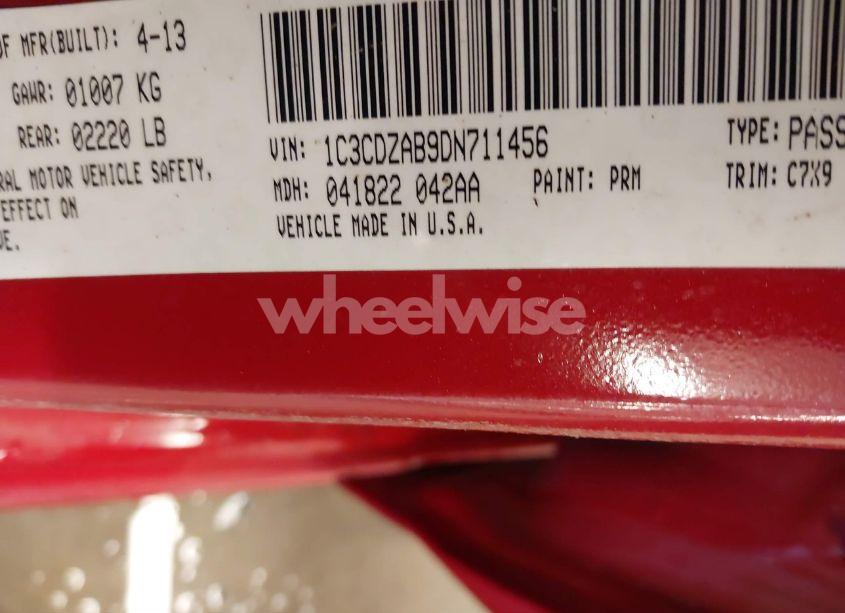 OF MFR(BUILT): 4-13
GAWR: 01007 KG
REAR: 02220 LB
RAL MOTOR VEHICLE SAFETY,
EFFECT ON
VE.
VIN: 1C3CDZAB9DN711456
TYPE: PASS
MDH: 041822 042AA
PAINT: PRM
TRIM: C7X9
VEHICLE MADE IN U.S.A.
wheelwise